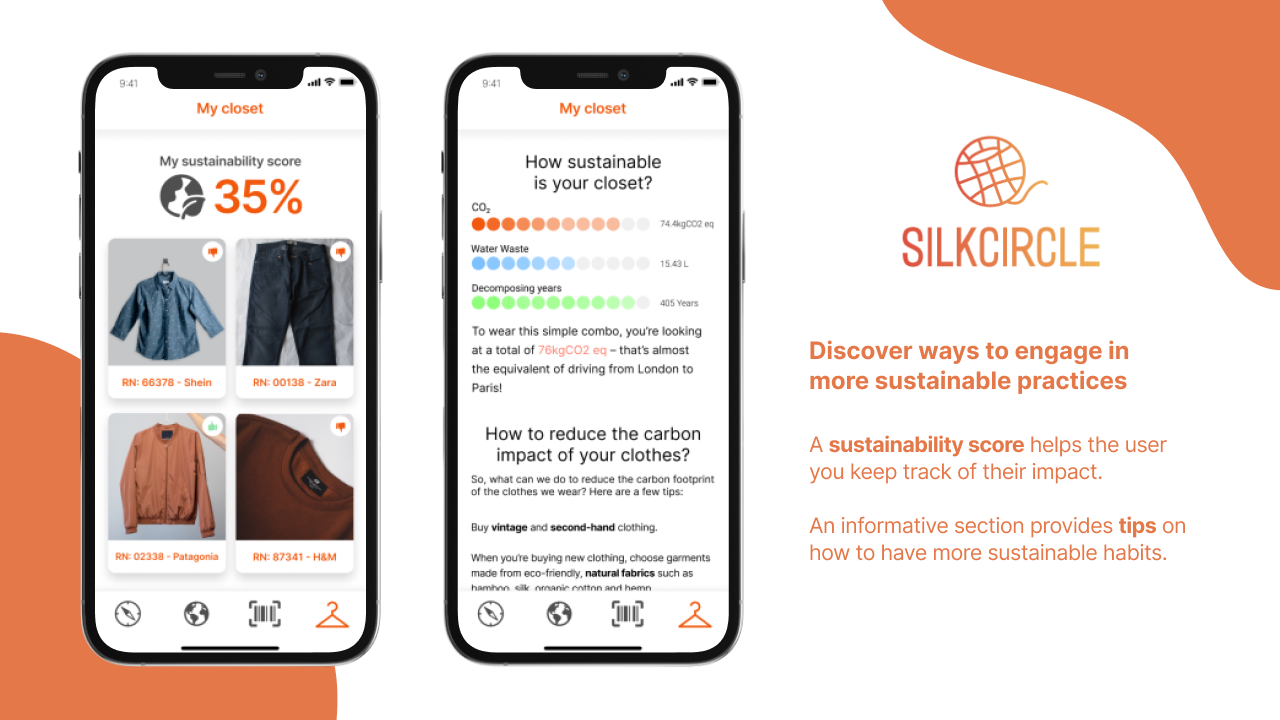 9:41
My closet
My sustainability score
35%
RN: 66378 - Shein
RN: 00138 - Zara
RN: 02338 - Patagonia
RN: 87341 - H&M
9:41
My closet
How sustainable
is your closet?
CO₂
74.4kgCO2 eq
Water Waste
15.43 L
Decomposing years
405 Years
To wear this simple combo, you're looking
at a total of 76kgCO2 eq – that's almost
the equivalent of driving from London to
Paris!
How to reduce the carbon
impact of your clothes?
So, what can we do to reduce the carbon footprint
of the clothes we wear? Here are a few tips:
Buy vintage and second-hand clothing.
When you're buying new clothing, choose garments
made from eco-friendly, natural fabrics such as
bamboo, silk, organic cotton and hemp
SILKCIRCLE
Discover ways to engage in
more sustainable practices
A sustainability score helps the user
you keep track of their impact.
An informative section provides tips on
how to have more sustainable habits.